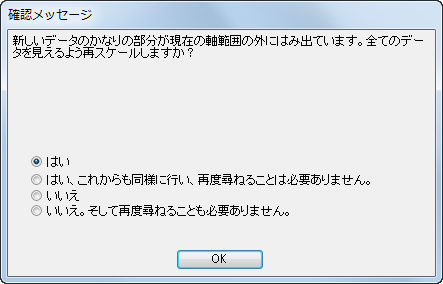 確認メッセージ
新しいデータのかなりの部分が現在の軸範囲の外にはみ出ています。全てのデー
タを見えるよう再スケールしますか？
はい
はい、これからも同様に行い、再度尋ねることは必要ありません。
いいえ
いいえ。そして再度尋ねることも必要ありません。
OK